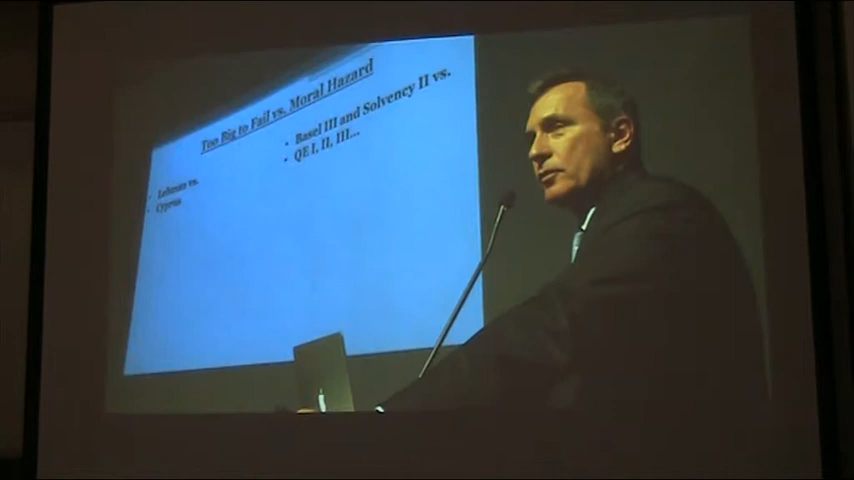 Too Big to Fail vs. Moral Hazard
• Lehman vs.
• Cyprus
• Basel III and Solvency II vs.
• QE I, II, III...